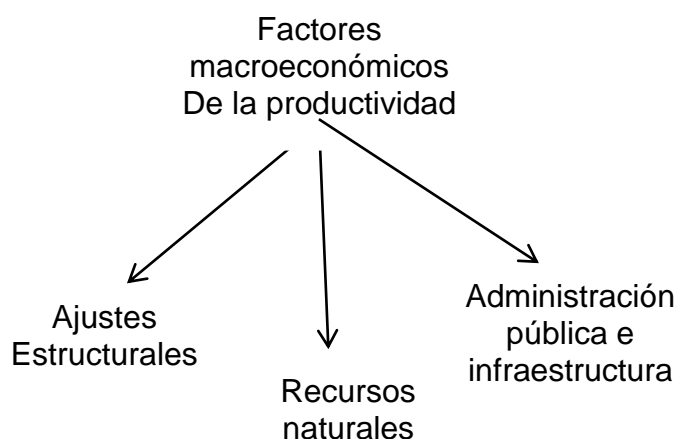 Factores
macroeconómicos
De la productividad
Ajustes
Estructurales
Recursos
naturales
Administración
pública e
infraestructura